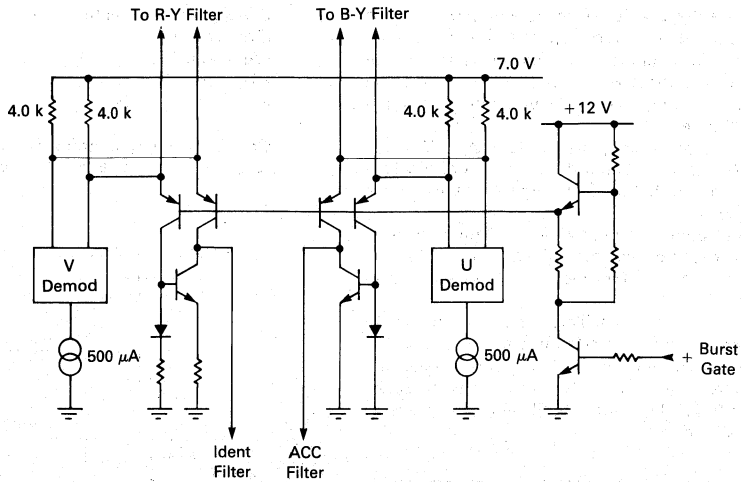 To R-Y Filter
To B-Y Filter
7.0 V
4.0 k
4.0 k
4.0 k
4.0 k
+12 V
V
Demod
U
Demod
500 μA
500 μA
+ Burst
Gate
Ident
Filter
ACC
Filter